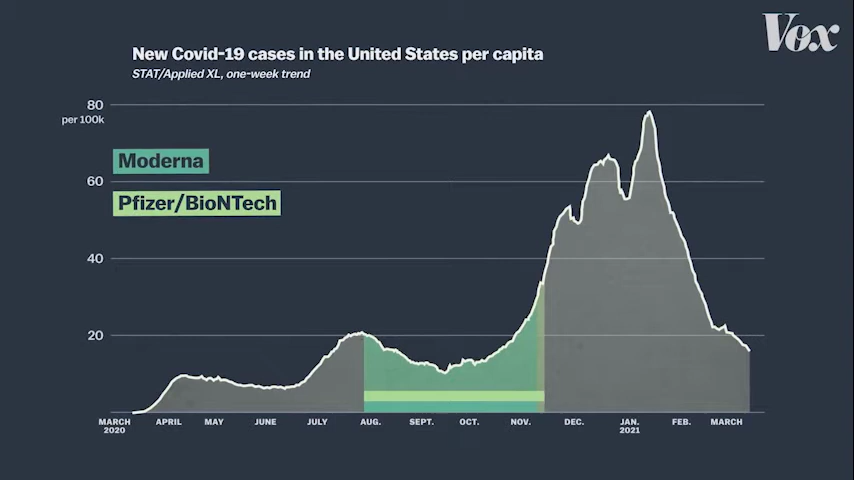 Vox
New Covid-19 cases in the United States per capita
STAT/Applied XL, one-week trend
80
per 100k
Moderna
60
Pfizer/BioNTech
40
20
MARCH APRIL MAY JUNE JULY AUG. SEPT. OCT. NOV. DEC. JAN. FEB. MARCH
2020 2021